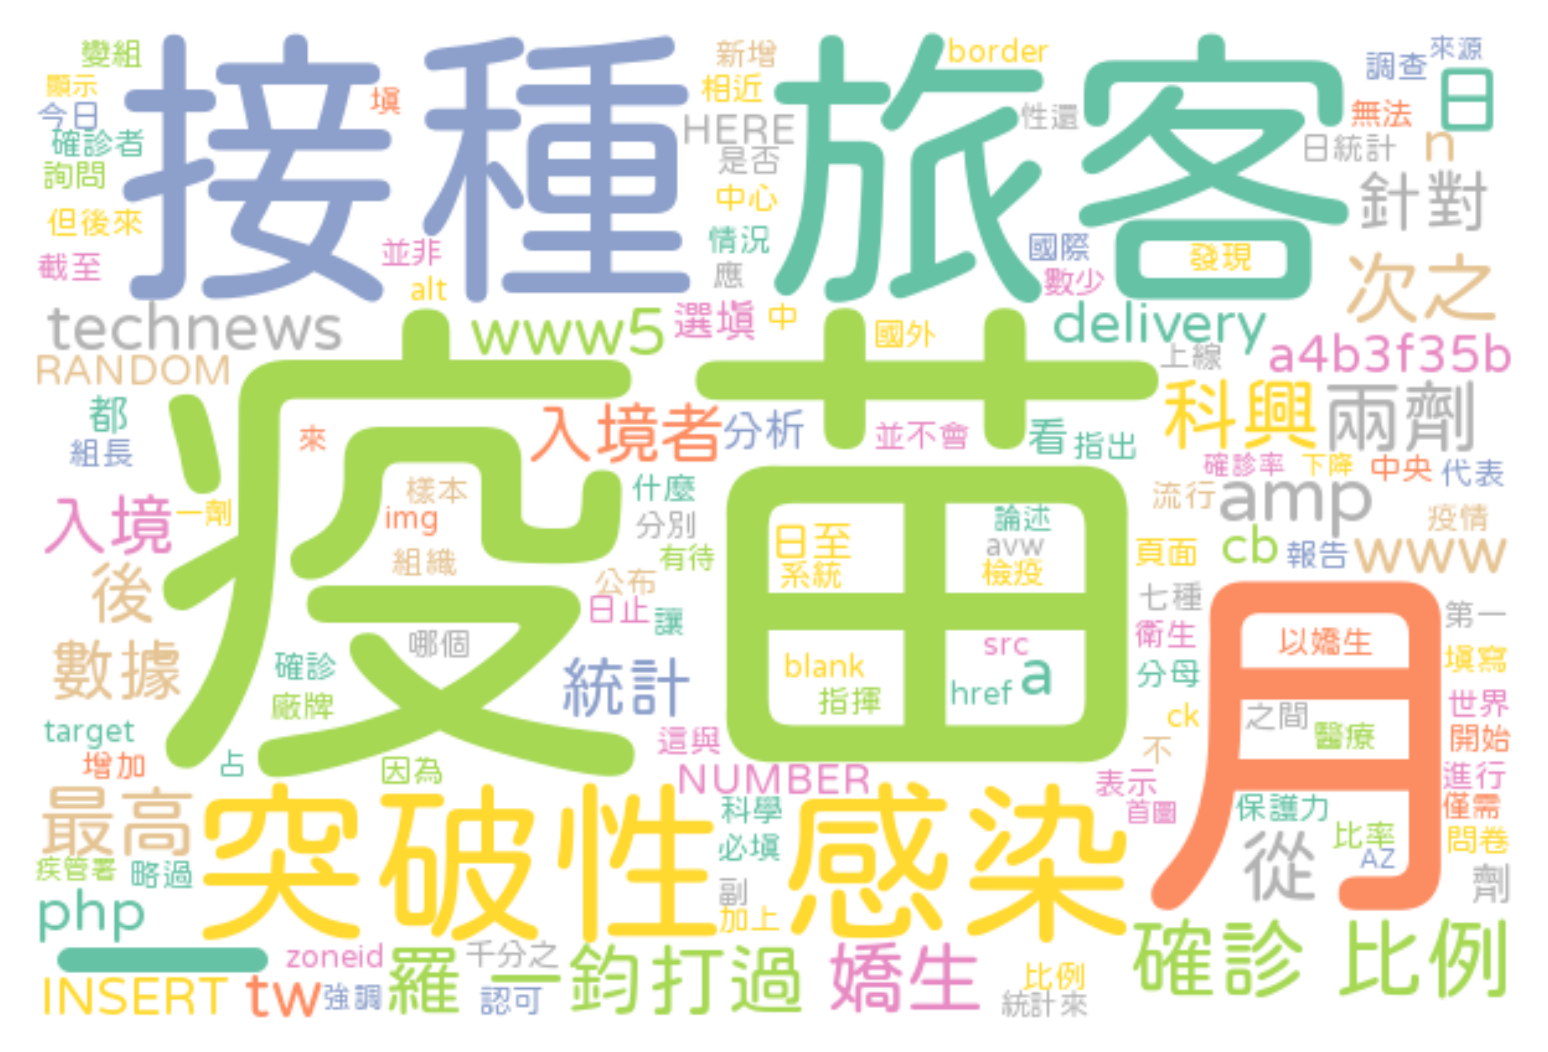 變組
新增
border
調查
來源
顯示
填
接種
相近
旅客
日
今日
HERE
性還
無法
確診者
是否
日統計
n
詢問
中心
針對
但後來
情況
國際
發現
並非
應
數少
次之
截至
alt
technews
www5
選填
中
國外
delivery
上線
a4b3f35b
RANDOM
疫苗
科興
兩劑
都
入境者
分析
並不會
看
指出
組長
來
確診率
下降
中央
代表
樣本
什麼
流行
amp
入境
一劑
img
分別
日至
論述
疫情
組織
有待
系統
avw
檢疫
頁面
cb
報告
www
後
公布
日止
讓
七種
月
第一
哪個
衛生
以嬌生
數據
確診
統計
blank
src
分母
填寫
廠牌
指揮
href
a
世界
target
這與
ck
之間
醫療
開始
增加
占
因為
NUMBER
不
表示
進行
最高
突破性
科學
感染
首圖
保護力
僅需
疾管署
略過
必填
從
比率
問卷
AZ
php
副
劑
加上
一
zoneid
羅一鈞
千分之
打過
嬌生
確診
比例
INSERT
tw
強調
認可
比例
統計來